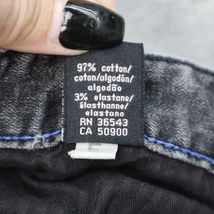 97% cotton/
coton/algodón/
algodão
3% elastane/
élasthanne/
elastano
RN 36543
CA 50900